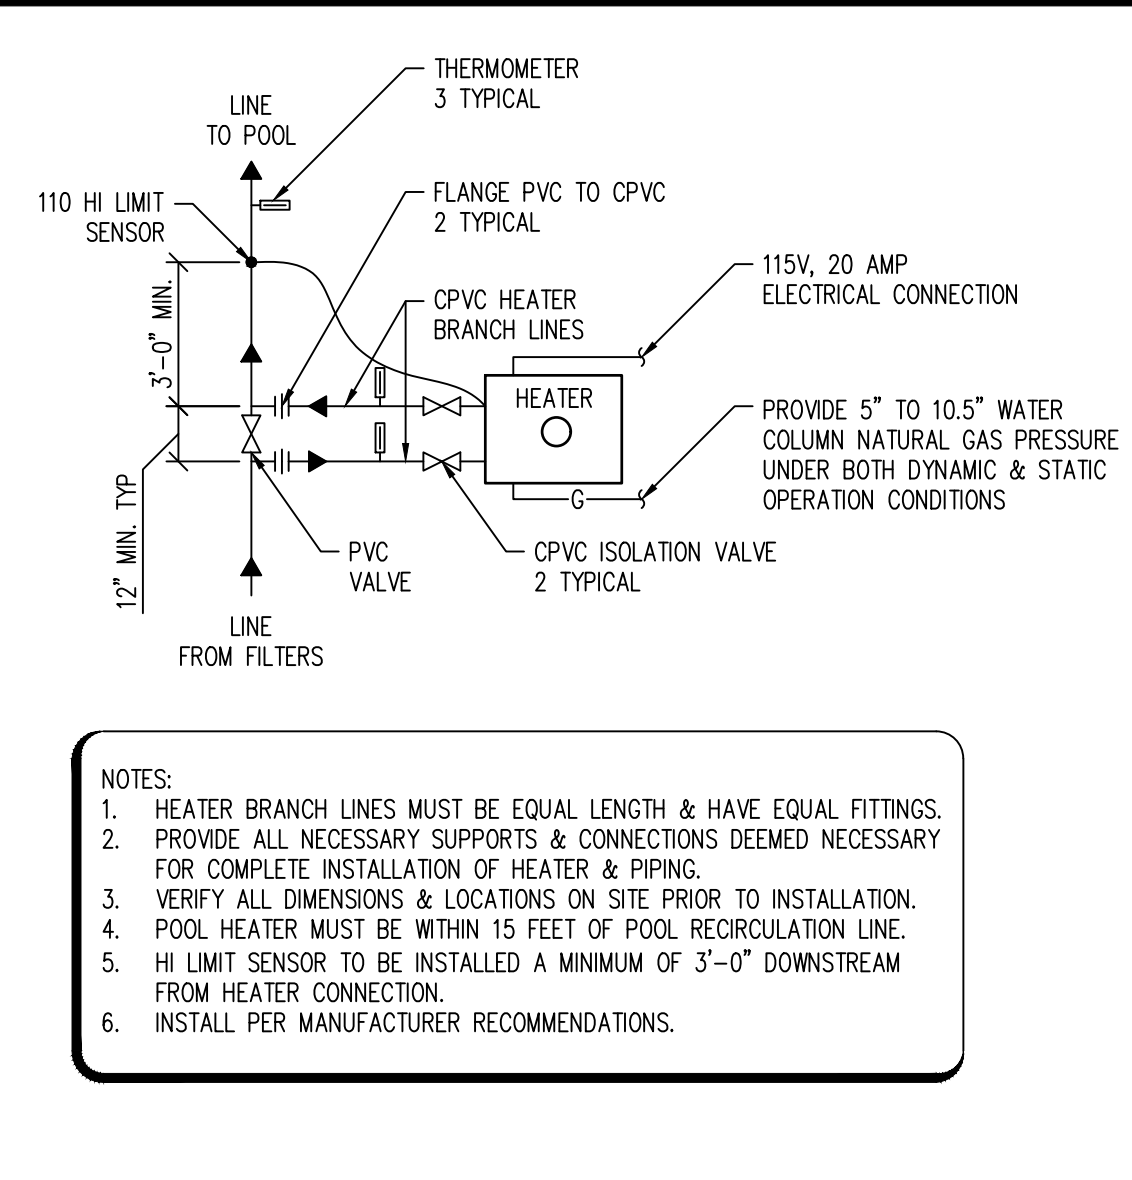 THERMOMETER
3 TYPICAL
LINE
TO POOL
110 HI LIMIT
SENSOR
FLANGE PVC TO CPVC
2 TYPICAL
115V, 20 AMP
ELECTRICAL CONNECTION
3'-0" MIN.
CPVC HEATER
BRANCH LINES
HEATER
PROVIDE 5" TO 10.5" WATER
COLUMN NATURAL GAS PRESSURE
UNDER BOTH DYNAMIC & STATIC
OPERATION CONDITIONS
G
12" MIN. TYP
PVC
VALVE
CPVC ISOLATION VALVE
2 TYPICAL
LINE
FROM FILTERS
NOTES:
1. HEATER BRANCH LINES MUST BE EQUAL LENGTH & HAVE EQUAL FITTINGS.
2. PROVIDE ALL NECESSARY SUPPORTS & CONNECTIONS DEEMED NECESSARY
FOR COMPLETE INSTALLATION OF HEATER & PIPING.
3. VERIFY ALL DIMENSIONS & LOCATIONS ON SITE PRIOR TO INSTALLATION.
4. POOL HEATER MUST BE WITHIN 15 FEET OF POOL RECIRCULATION LINE.
5. HI LIMIT SENSOR TO BE INSTALLED A MINIMUM OF 3'-0" DOWNSTREAM
FROM HEATER CONNECTION.
6. INSTALL PER MANUFACTURER RECOMMENDATIONS.